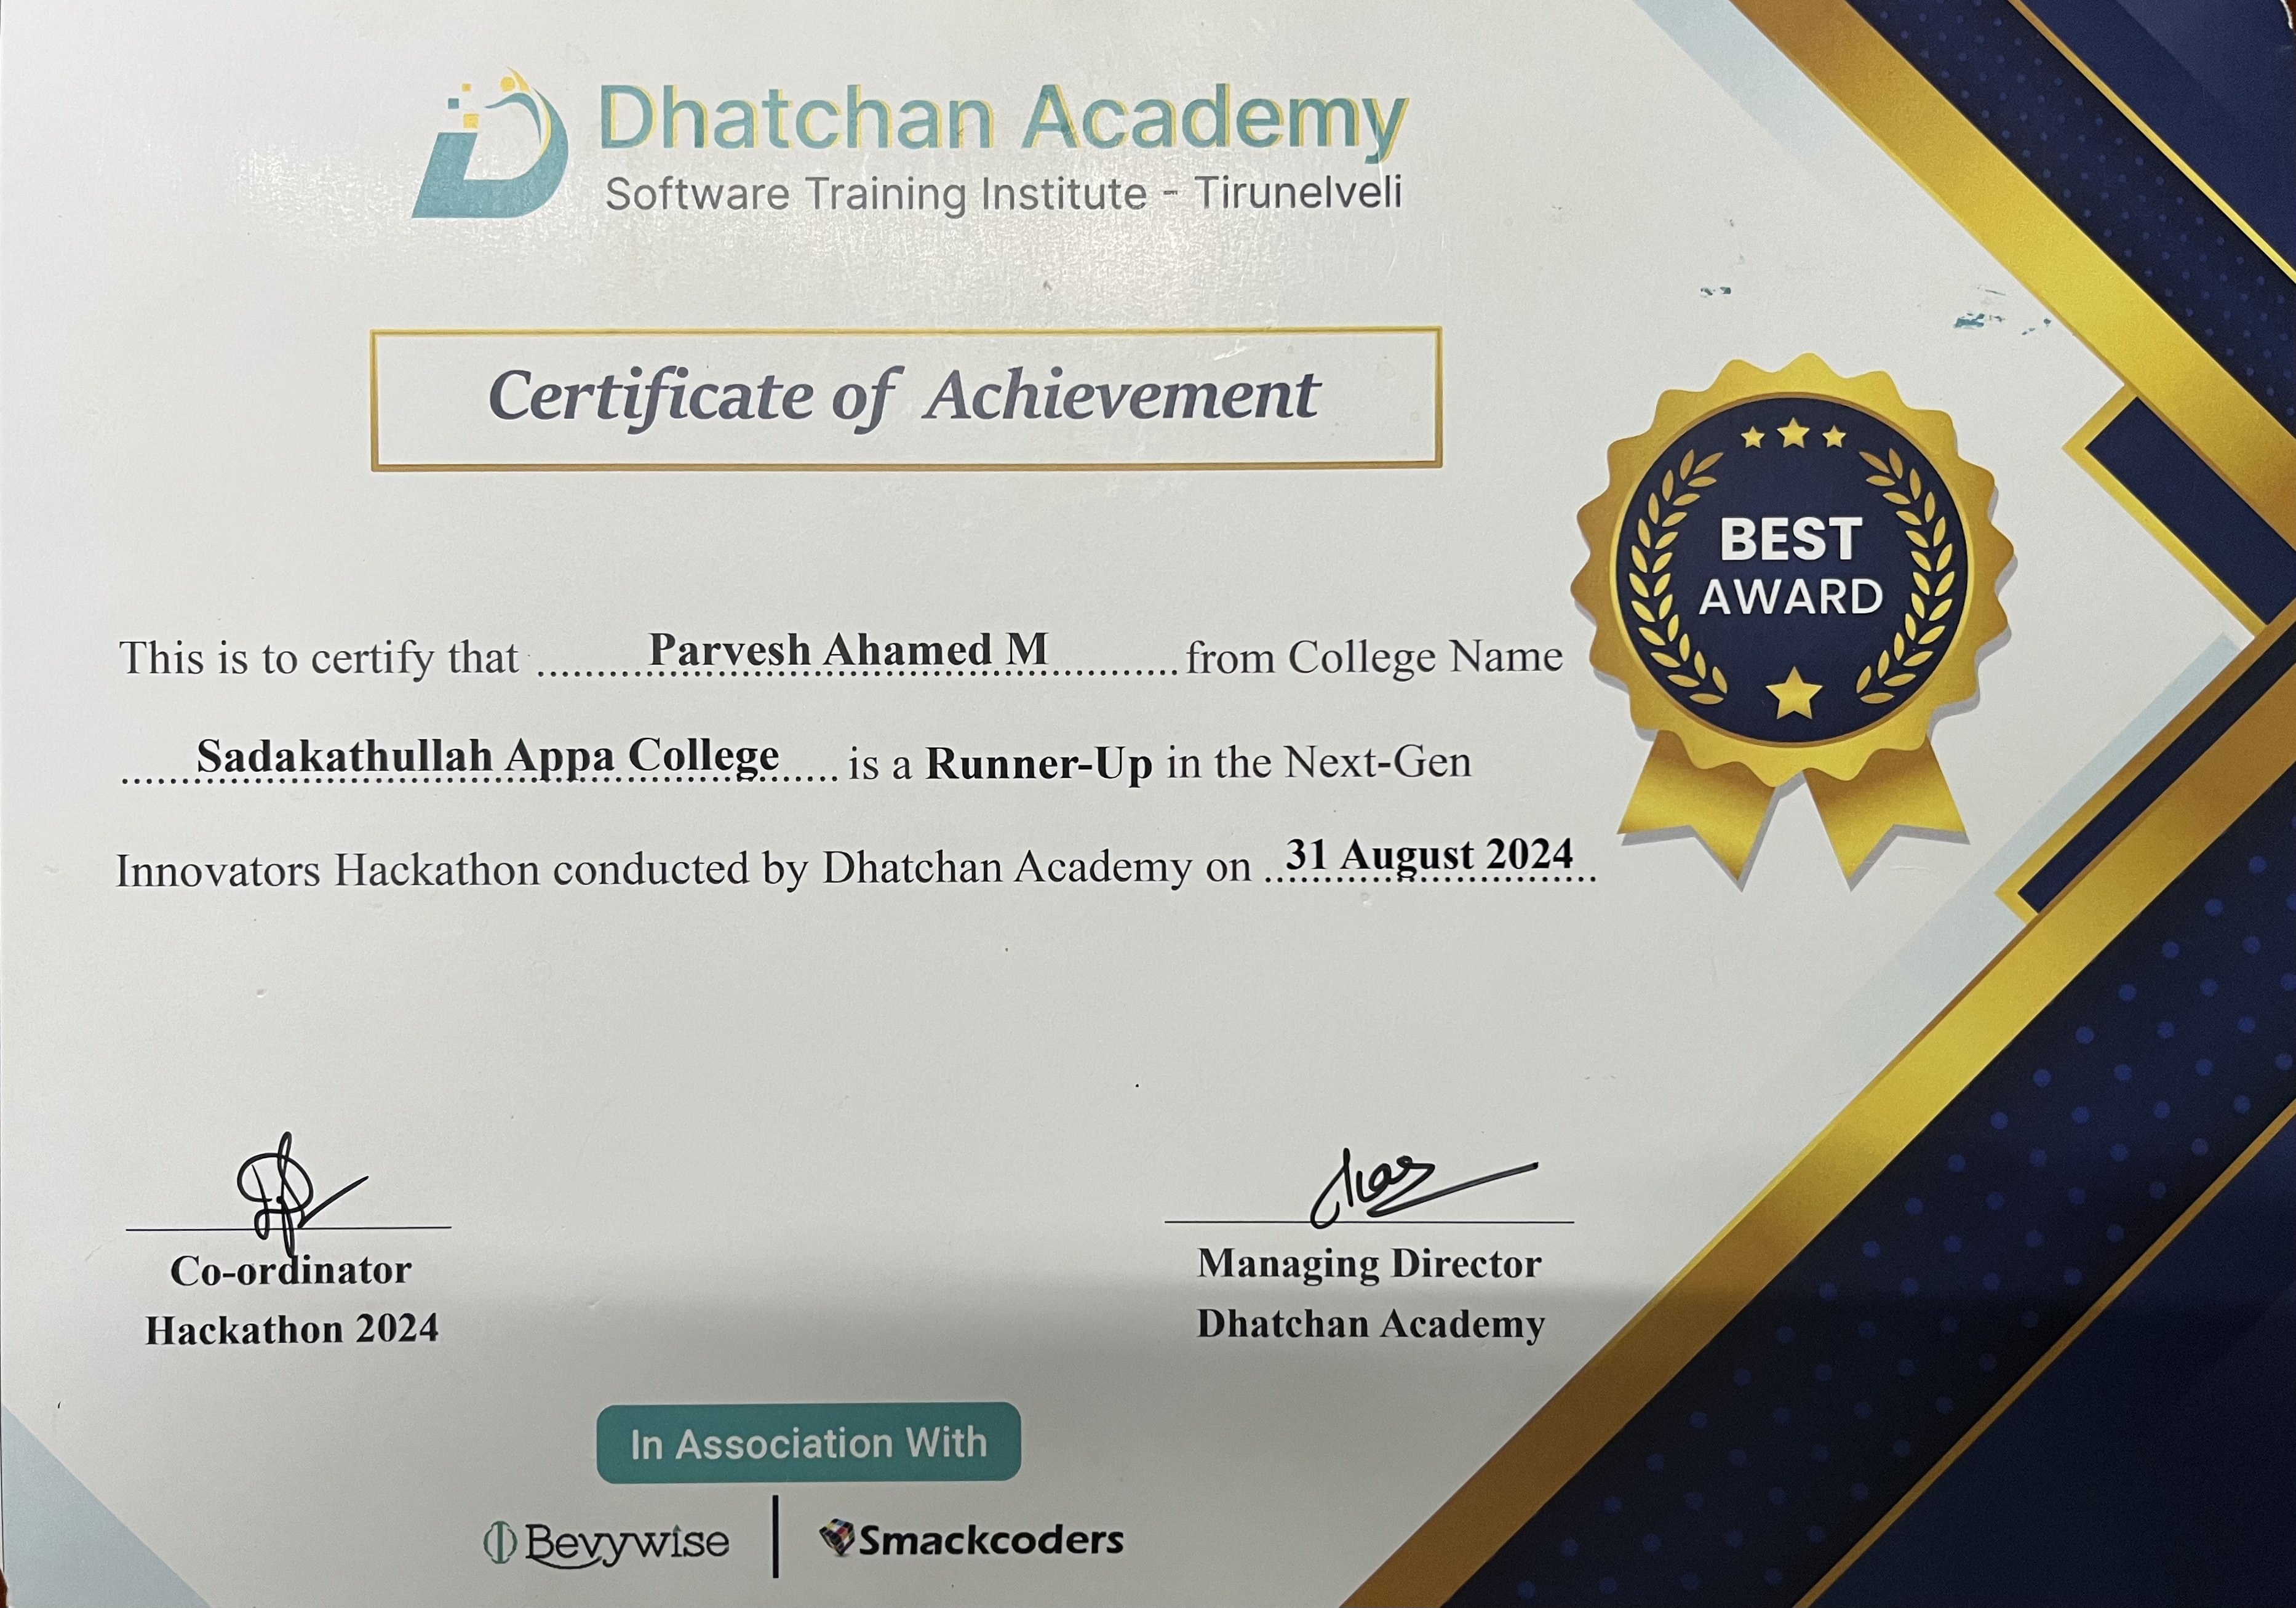 Dhatchan Academy
Software Training Institute - Tirunelveli
Certificate of Achievement
BEST
AWARD
This is to certify that ........ Parvesh Ahamed M .......... from College Name
Sadakathullah Appa College ...... is a Runner-Up in the Next-Gen
Innovators Hackathon conducted by Dhatchan Academy on 31 August 2024
Co-ordinator
Hackathon 2024
Managing Director
Dhatchan Academy
In Association With
Bevywise
Smackcoders